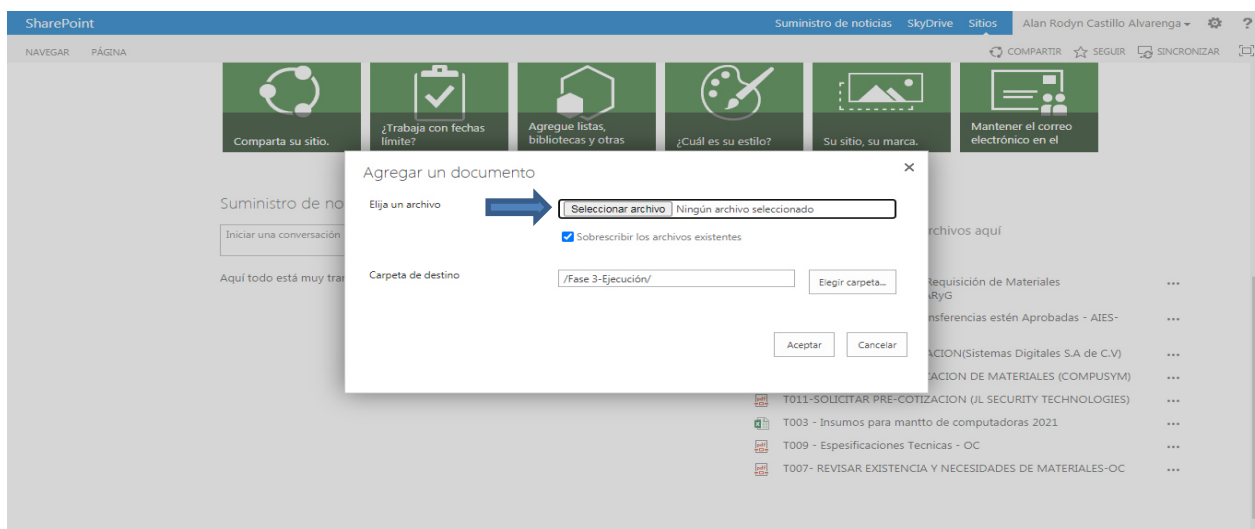 SharePoint
Suministro de noticias SkyDrive Sitios Alan Rodyn Castillo Alvarenga ?
NAVEGAR PÁGINA COMPARTIR SEGUIR SINCRONIZAR
Comparta su sitio.
¿Trabaja con fechas
límite?
Agregue listas,
bibliotecas y otras
¿Cuál es su estilo?
Su sitio, su marca.
Mantener el correo
electrónico en el
Agregar un documento
Elija un archivo
Seleccionar archivo Ningún archivo seleccionado
Sobrescribir los archivos existentes
Carpeta de destino
/Fase 3-Ejecución/
Elegir carpeta...
Aceptar Cancelar
Suministro de no
Iniciar una conversación
Aquí todo está muy tra
rchivos aquí
Requisición de Materiales ...
RyG
nsferencias estén Aprobadas - AIES- ...
ACION(Sistemas Digitales S.A de C.V) ...
ACION DE MATERIALES (COMPUSYM) ...
T011-SOLICITAR PRE-COTIZACION (JL SECURITY TECHNOLOGIES) ...
T003 - Insumos para mantto de computadoras 2021 ...
T009 - Espesificaciones Tecnicas - OC ...
T007- REVISAR EXISTENCIA Y NECESIDADES DE MATERIALES-OC ...